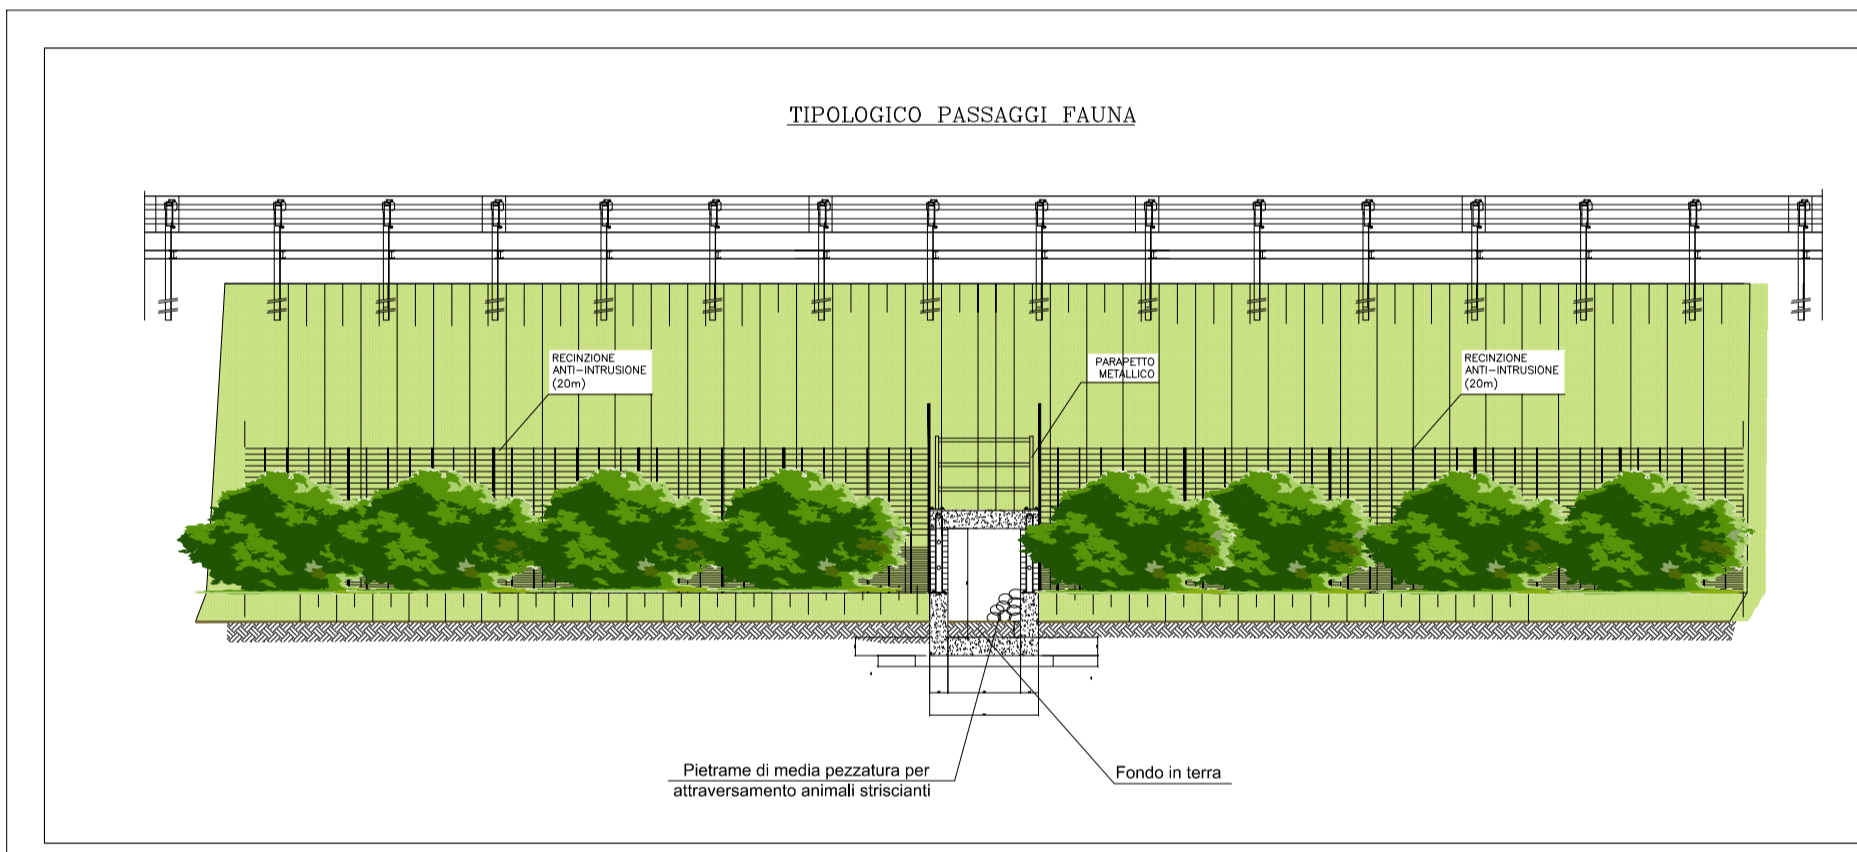 TIPOLOGICO PASSAGGI FAUNA
RECINZIONE
ANTI-INTRUSIONE
(20m)
PARAPETTO
METALLICO
RECINZIONE
ANTI-INTRUSIONE
(20m)
Pietrame di media pezzatura per
attraversamento animali striscianti
Fondo in terra